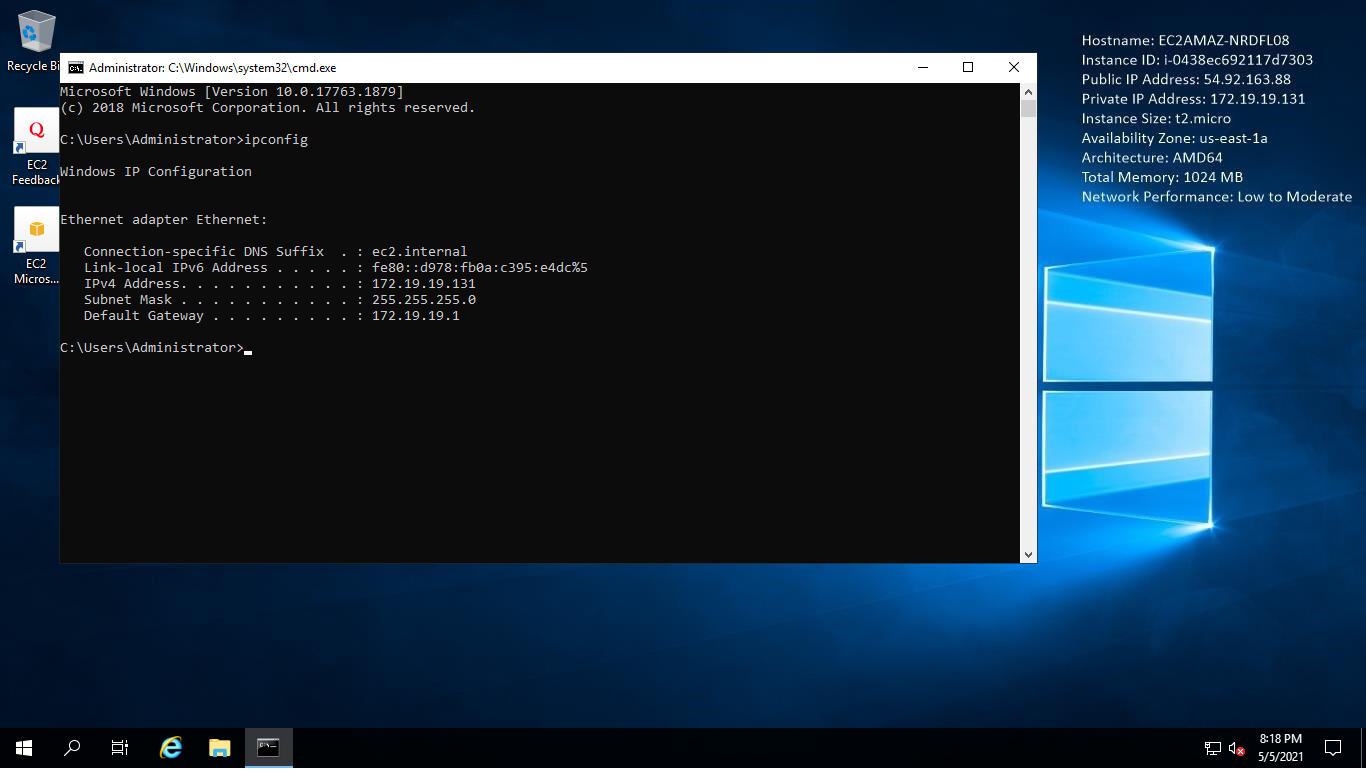 Recycle Bi
EC2
Feedback
EC2
Micros...
Administrator: C:\Windows\system32\cmd.exe
Microsoft Windows [Version 10.0.17763.1879]
(c) 2018 Microsoft Corporation. All rights reserved.
C:\Users\Administrator>ipconfig
Windows IP Configuration
Ethernet adapter Ethernet:
Connection-specific DNS Suffix  . : ec2.internal
Link-local IPv6 Address . . . . . : fe80::d978:fb0a:c395:e4dc%5
IPv4 Address. . . . . . . . . . . : 172.19.19.131
Subnet Mask . . . . . . . . . . . : 255.255.255.0
Default Gateway . . . . . . . . . : 172.19.19.1
C:\Users\Administrator>
Hostname: EC2AMAZ-NRDFL08
Instance ID: i-0438ec692117d7303
Public IP Address: 54.92.163.88
Private IP Address: 172.19.19.131
Instance Size: t2.micro
Availability Zone: us-east-1a
Architecture: AMD64
Total Memory: 1024 MB
Network Performance: Low to Moderate
8:18 PM
5/5/2021